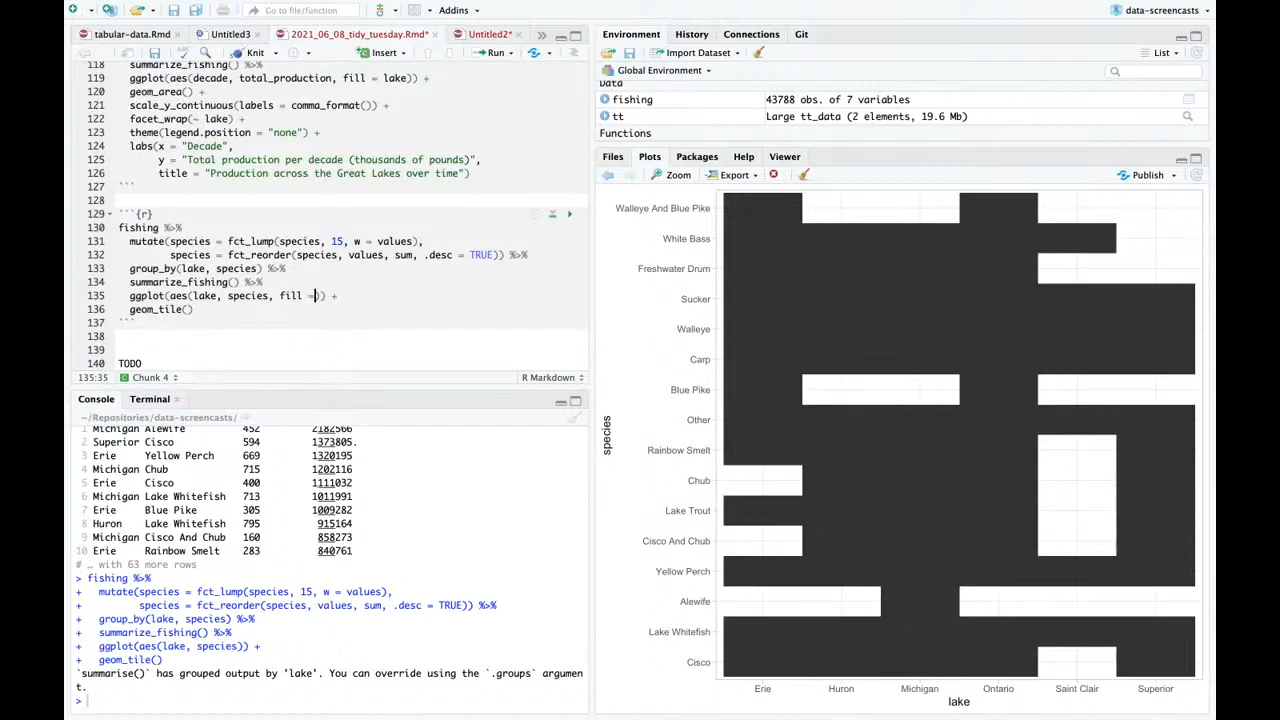 Go to file/function
Addins
data-screencasts
tabular-data.Rmd
Untitled3
2021_06_08_tidy_tuesday.Rmd*
Untitled2*
Knit
Insert
Run
118 summarize_fishing() %>%
119 ggplot(aes(decade, total_production, fill = lake)) +
120 geom_area() +
121 scale_y_continuous(labels = comma_format()) +
122 facet_wrap(~ lake) +
123 theme(legend.position = "none") +
124 labs(x = "Decade",
125 y = "Total production per decade (thousands of pounds)",
126 title = "Production across the Great Lakes over time")
127 ```
128
129 ```{r}
130 fishing %>%
131 mutate(species = fct_lump(species, 15, w = values),
132 species = fct_reorder(species, values, sum, .desc = TRUE)) %>%
133 group_by(lake, species) %>%
134 summarize_fishing() %>%
135 ggplot(aes(lake, species, fill =)) +
136 geom_tile()
137 ```
138
139
140 TODO
135:35
Chunk 4
R Markdown
Console
Terminal
~/Repositories/data-screencasts/
1 Michigan Alewife 452 2182566
2 Superior Cisco 594 1373805.
3 Erie Yellow Perch 669 1320195
4 Michigan Chub 715 1202116
5 Erie Cisco 400 1111032
6 Michigan Lake Whitefish 713 1011991
7 Erie Blue Pike 305 1009282
8 Huron Lake Whitefish 795 915164
9 Michigan Cisco And Chub 160 858273
10 Erie Rainbow Smelt 283 840761
# … with 63 more rows
> fishing %>%
+ mutate(species = fct_lump(species, 15, w = values),
+ species = fct_reorder(species, values, sum, .desc = TRUE)) %>%
+ group_by(lake, species) %>%
+ summarize_fishing() %>%
+ ggplot(aes(lake, species)) +
+ geom_tile()
`summarise()` has grouped output by 'lake'. You can override using the `.groups` argumen
t.
>
Environment
History
Connections
Git
Import Dataset
List
Global Environment
Data
fishing 43788 obs. of 7 variables
tt Large tt_data (2 elements, 19.6 Mb)
Functions
Files
Plots
Packages
Help
Viewer
Zoom
Export
Publish
Walleye And Blue Pike
White Bass
Freshwater Drum
Sucker
Walleye
Carp
Blue Pike
Other
Rainbow Smelt
Chub
Lake Trout
Cisco And Chub
Yellow Perch
Alewife
Lake Whitefish
Cisco
species
Erie
Huron
Michigan
Ontario
Saint Clair
Superior
lake